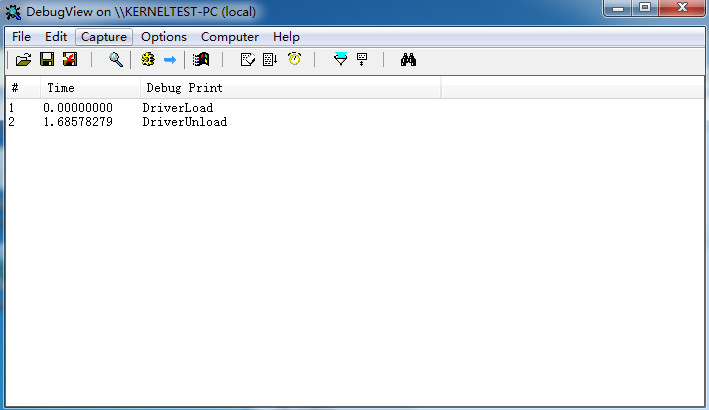 DebugView on \\KERNELTEST-PC (local)
File Edit Capture Options Computer Help
# Time Debug Print
1 0.00000000 DriverLoad
2 1.68578279 DriverUnload